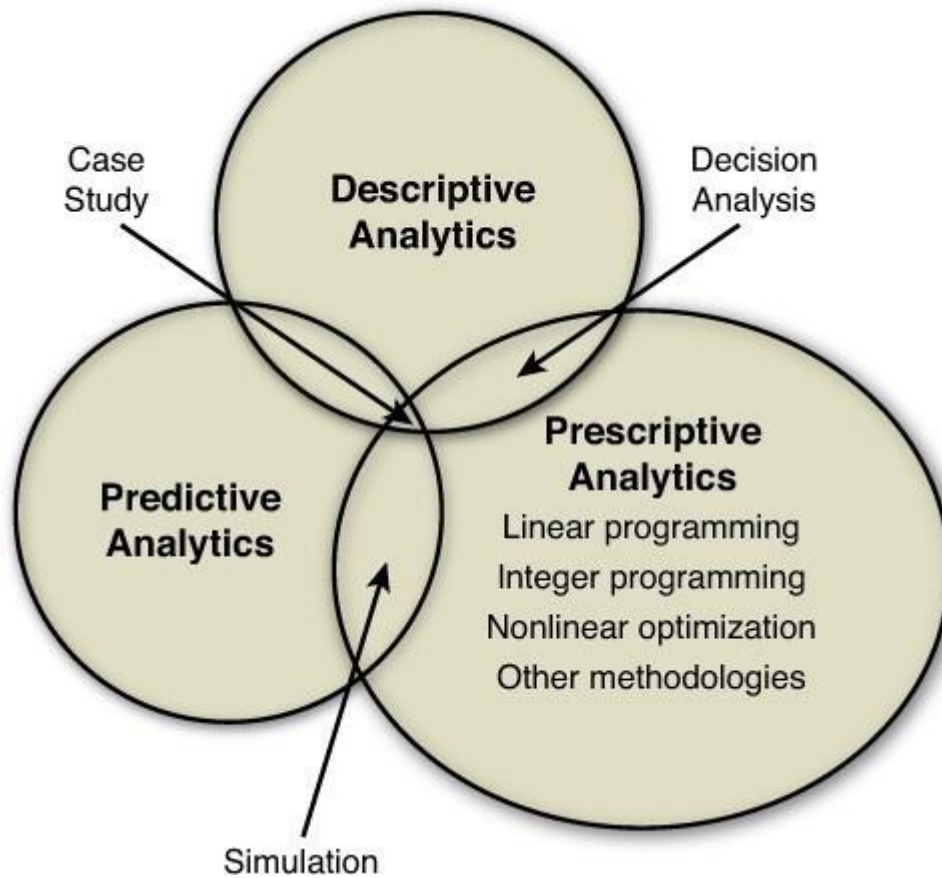 Case
Study
Decision
Analysis
Descriptive
Analytics
Predictive
Analytics
Prescriptive
Analytics
Linear programming
Integer programming
Nonlinear optimization
Other methodologies
Simulation